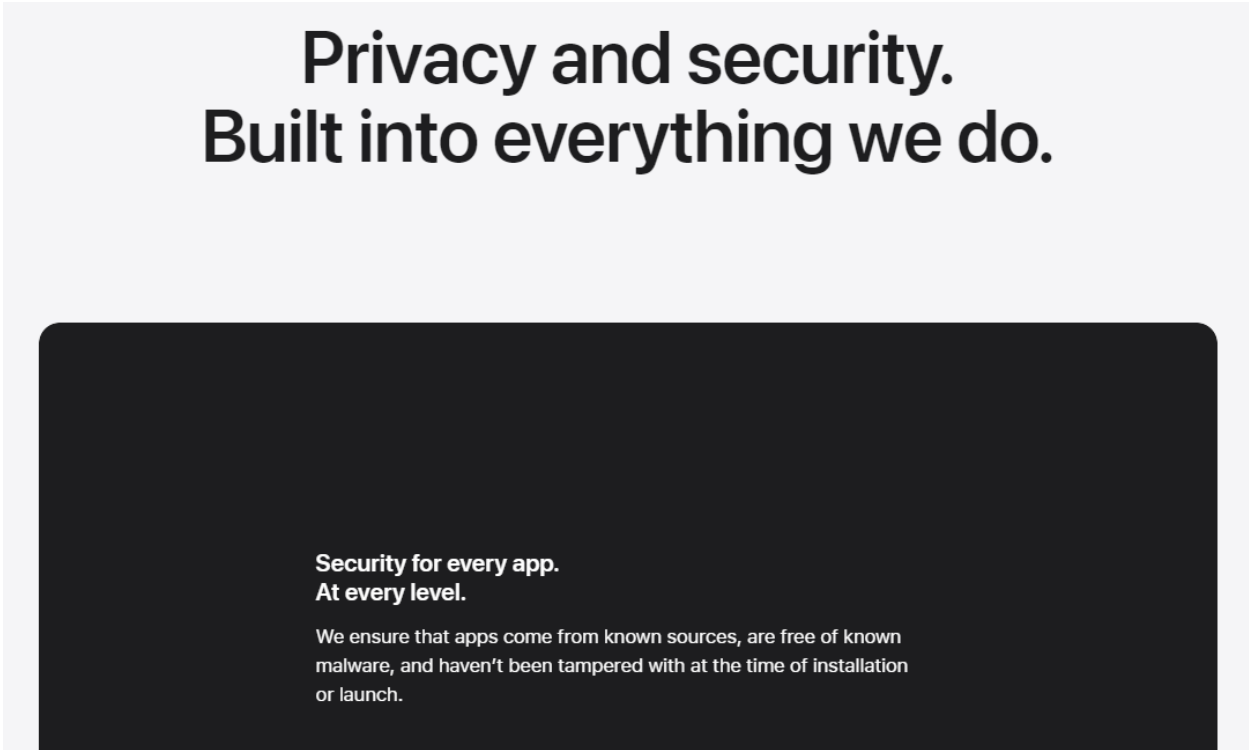 Privacy and security.
Built into everything we do.
Security for every app.
At every level.
We ensure that apps come from known sources, are free of known
malware, and haven’t been tampered with at the time of installation
or launch.